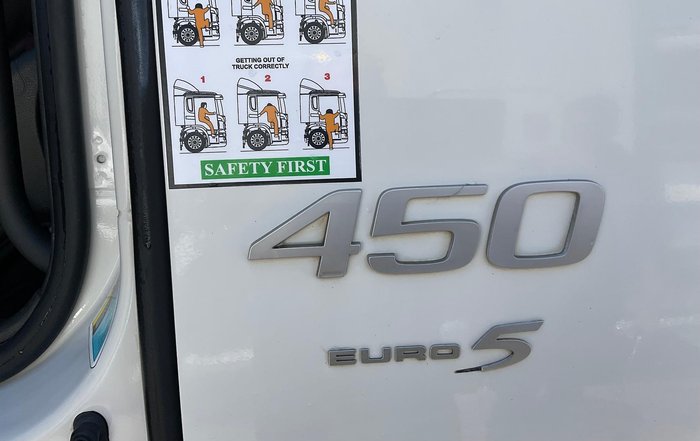 GETTING OUT OF
TRUCK CORRECTLY
1 2 3
SAFETY FIRST
450
EURO 5